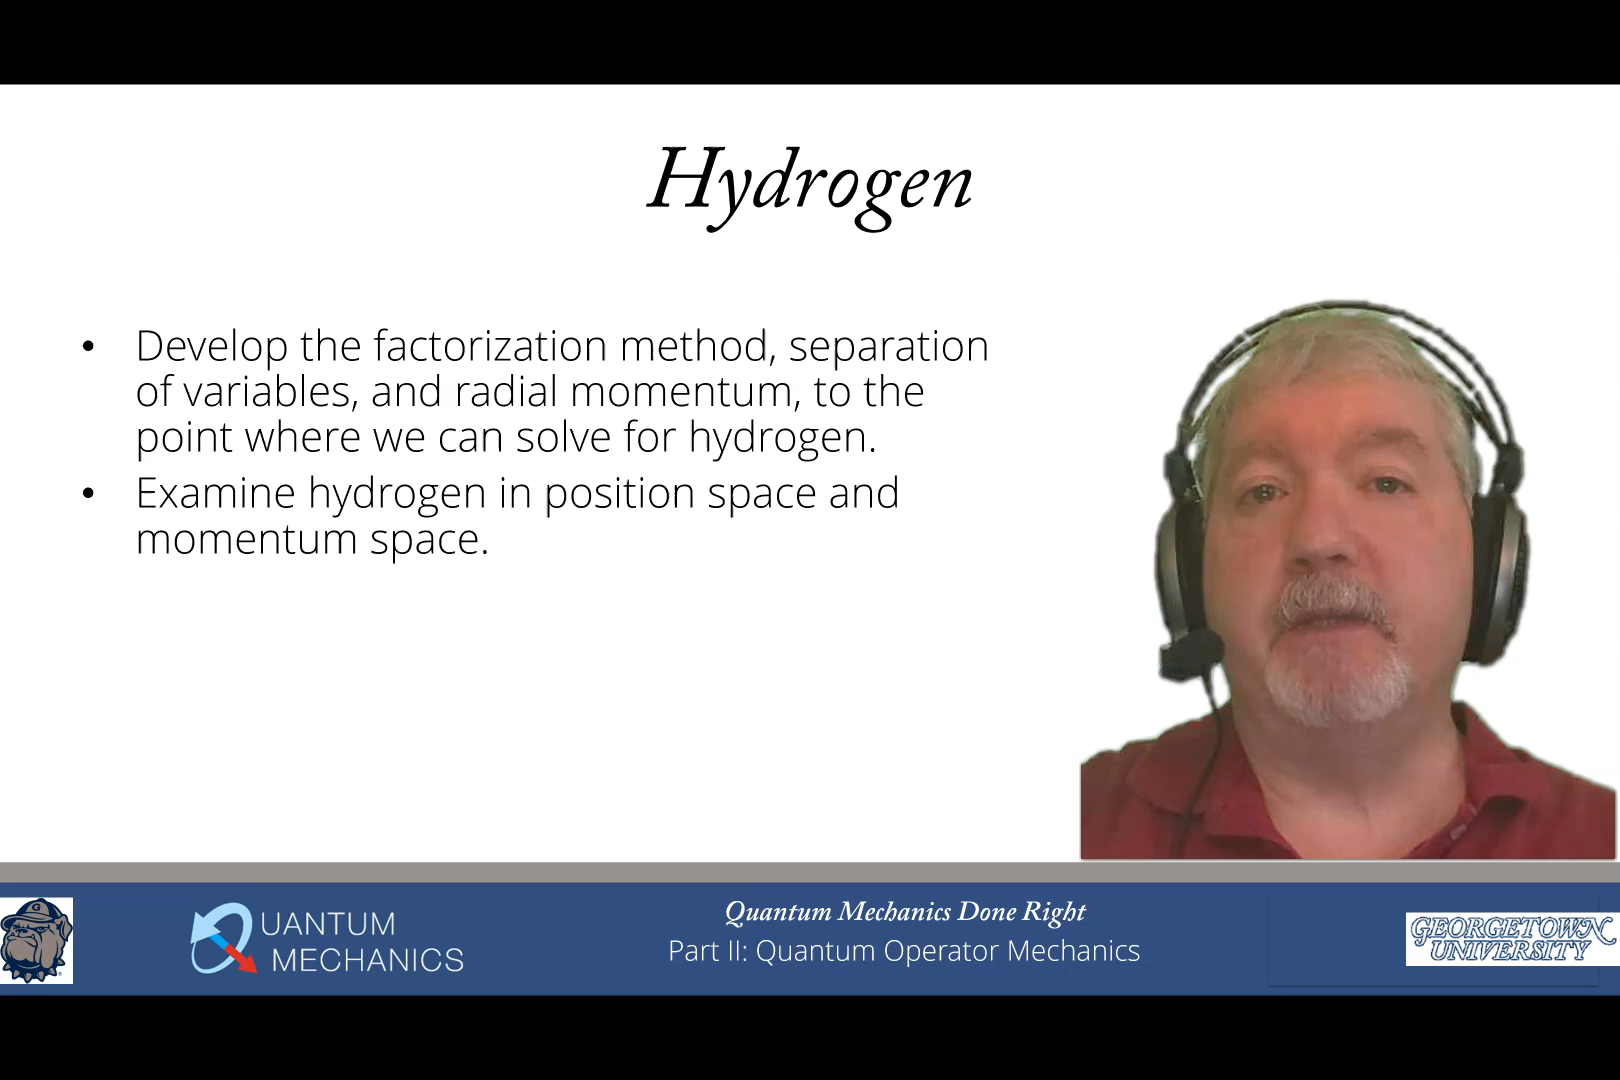 Hydrogen
• Develop the factorization method, separation
of variables, and radial momentum, to the
point where we can solve for hydrogen.
• Examine hydrogen in position space and
momentum space.
G
QUANTUM
MECHANICS
Quantum Mechanics Done Right
Part II: Quantum Operator Mechanics
GEORGETOWN
UNIVERSITY